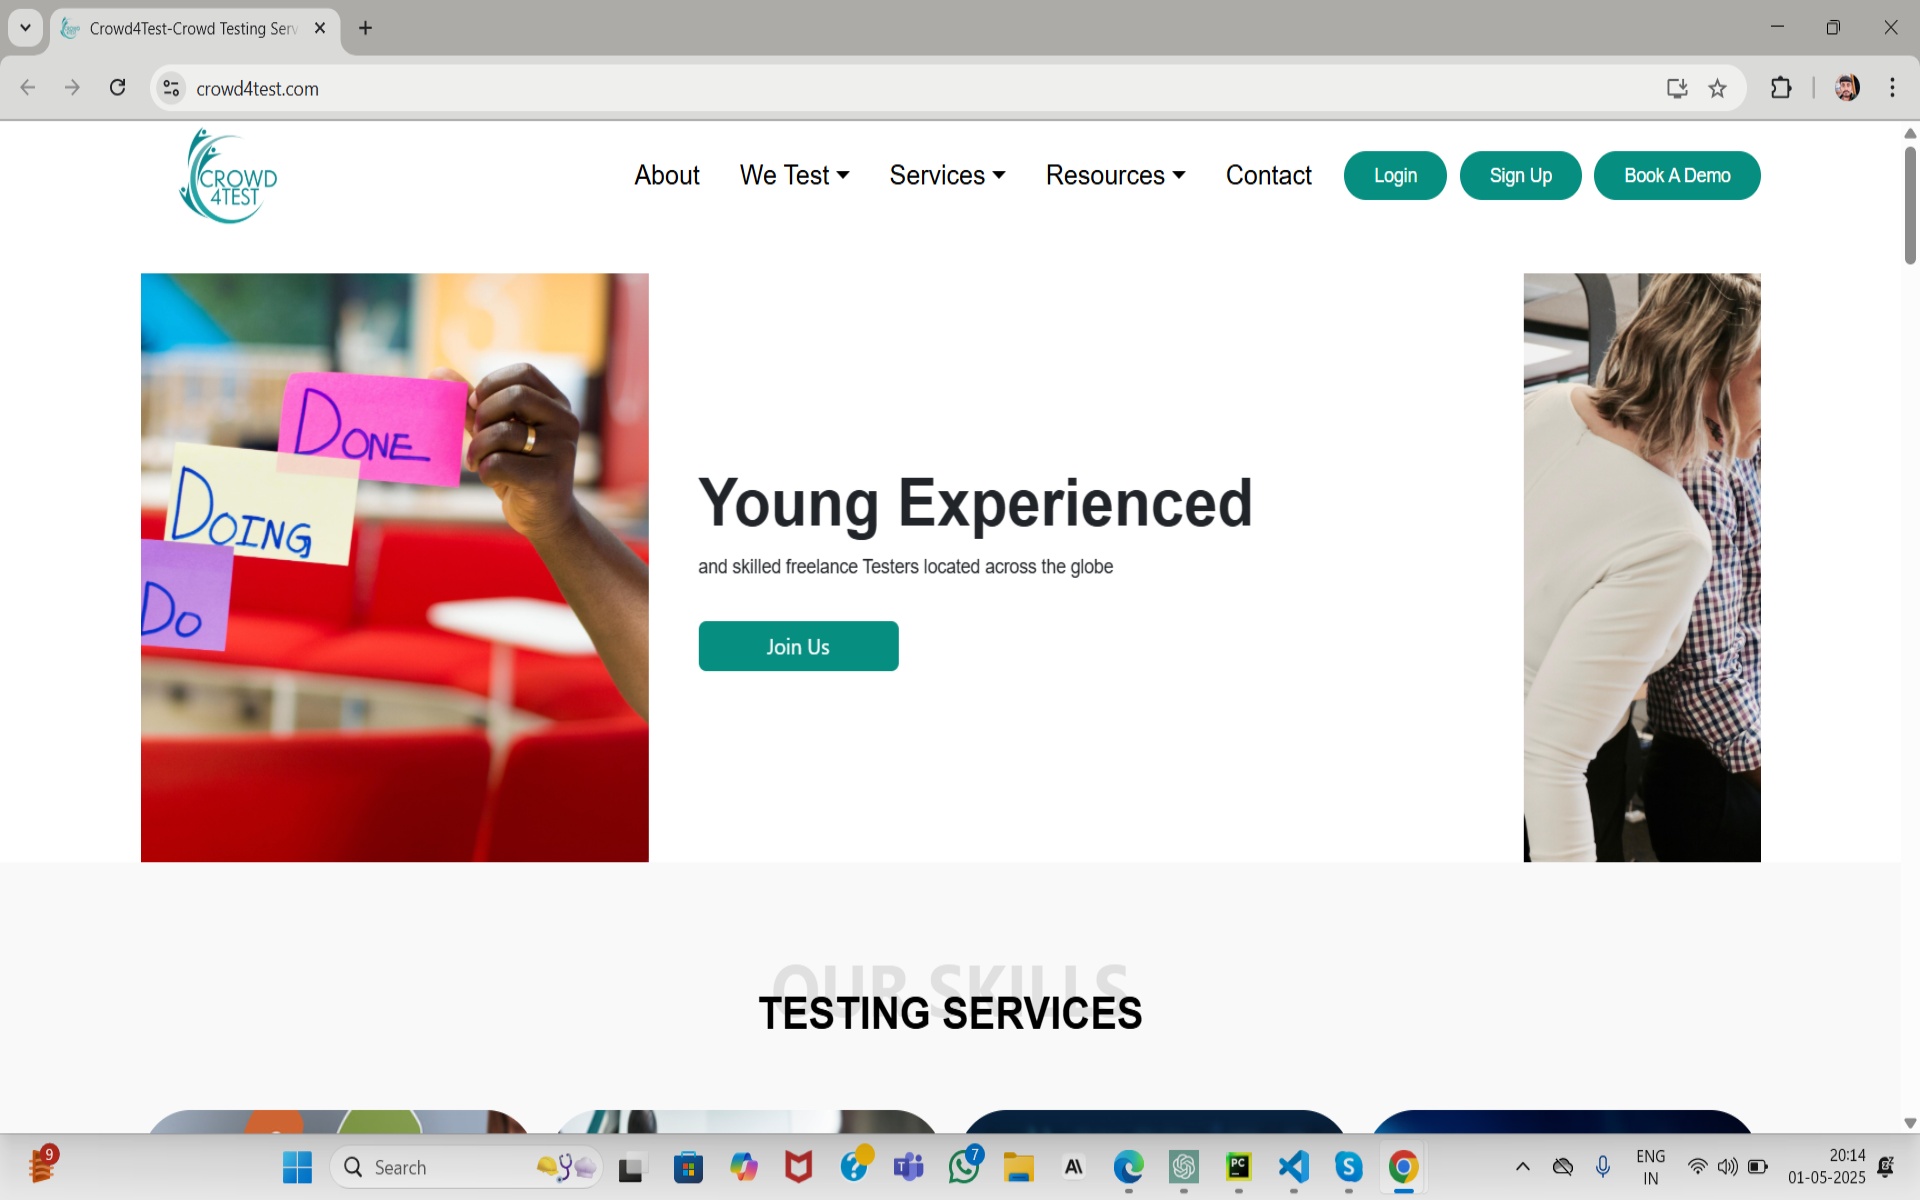 Crowd4Test-Crowd Testing Serv
crowd4test.com
CROWD
4TEST
About We Test Services Resources Contact Login Sign Up Book A Demo
DONE
DOING
DO
Young Experienced
and skilled freelance Testers located across the globe
Join Us
OUR SKILLS
TESTING SERVICES
9
Search
7
PC
ENG
IN
20:14
01-05-2025